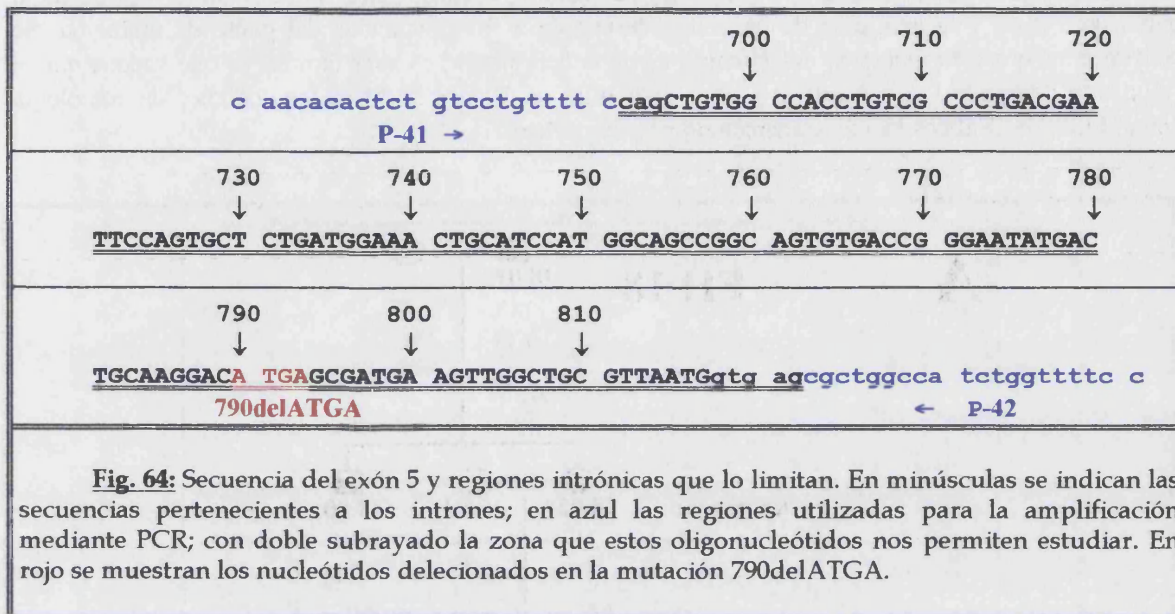 700 710 720
↓ ↓ ↓
c aacacactct gtcctgtttt ccagCTGTGG CCACCTGTCG CCCTGACGAA
P-41 →
730 740 750 760 770 780
↓ ↓ ↓ ↓ ↓ ↓
TTCCAGTGCT CTGATGGAAA CTGCATCCAT GGCAGCCGGC AGTGTGACCG GGAATATGAC
790 800 810
↓ ↓ ↓
TGCAAGGACA TGAGCGATGA AGTTGGCTGC GTTAATGgtg agcgctggcca tctggttttcc c
790delATGA ← P-42
Fig. 64: Secuencia del exón 5 y regiones intrónicas que lo limitan. En minúsculas se indican las
secuencias pertenecientes a los intrones; en azul las regiones utilizadas para la amplificación
mediante PCR; con doble subrayado la zona que estos oligonucleótidos nos permiten estudiar. En
rojo se muestran los nucleótidos delecionados en la mutación 790delATGA.